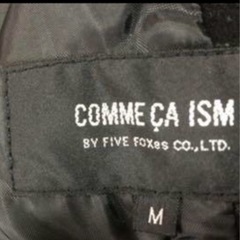 COMME ÇA ISM
BY FIVE FOXes CO.,LTD.
M